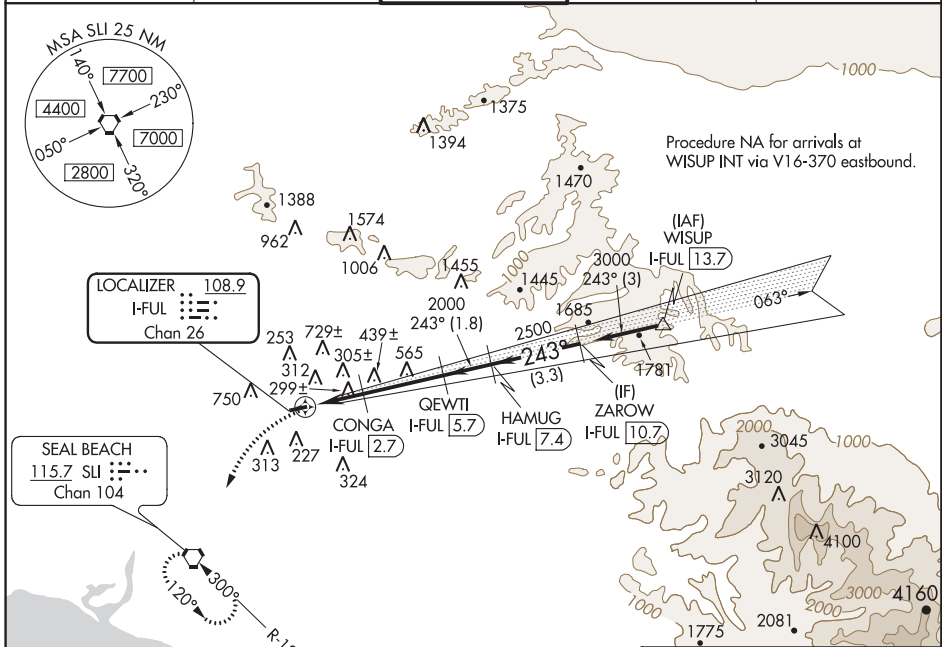 MSA SLI 25 NM
140°
7700
230°
4400
050°
7000
2800
320°
1375
1394
1000
Procedure NA for arrivals at
WISUP INT via V16-370 eastbound.
1470
1388
962
1574
1006
1455
1000
1445
3000
243° (3)
(IAF)
WISUP
I-FUL 13.7
LOCALIZER 108.9
I-FUL
Chan 26
2000
243° (1.8)
2500
1685
063°
243°
(3.3)
1781
253
729±
439±
305±
565
312
299±
750
CONGA
I-FUL 2.7
QEWTI
I-FUL 5.7
HAMUG
I-FUL 7.4
(IF)
ZAROW
I-FUL 10.7
313
227
324
SEAL BEACH
115.7 SLI
Chan 104
2000
3045
1000
3120
4100
120°
300°
1000
2000
3000
4160
1775
2081